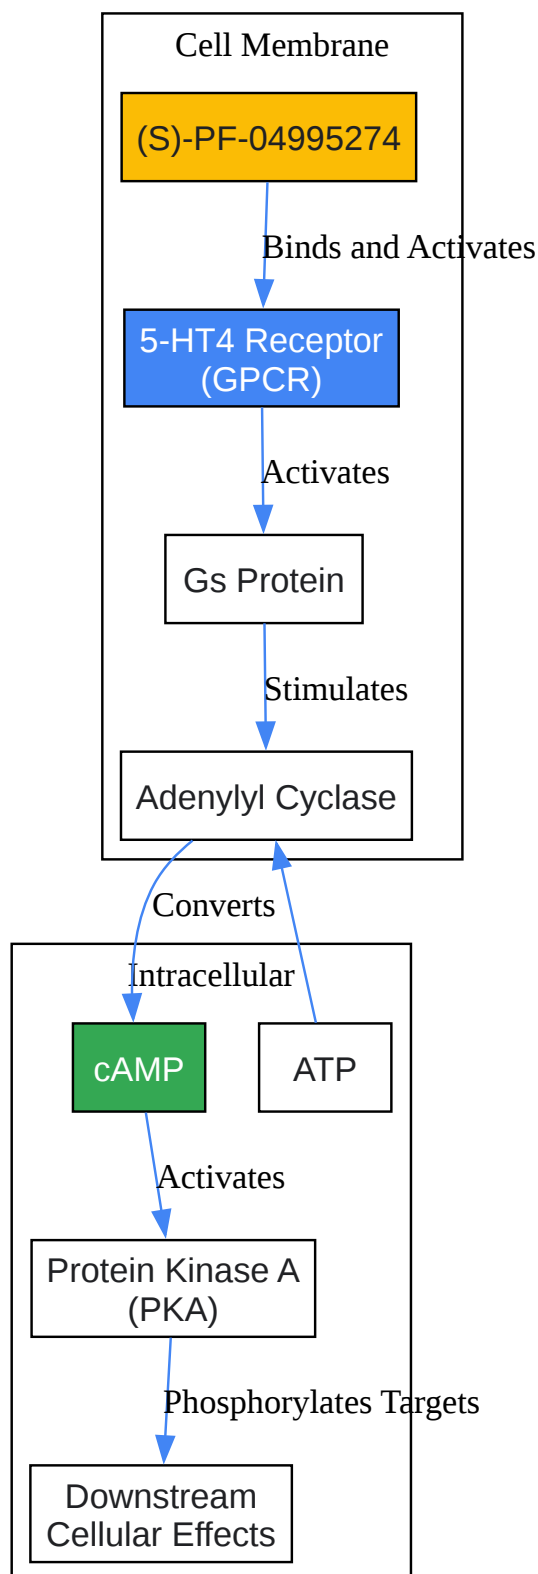 Cell Membrane
(S)-PF-04995274
Binds and Activates
5-HT4 Receptor
(GPCR)
Activates
Gs Protein
Stimulates
Adenylyl Cyclase
Converts
Intracellular
cAMP
ATP
Activates
Protein Kinase A
(PKA)
Phosphorylates Targets
Downstream
Cellular Effects